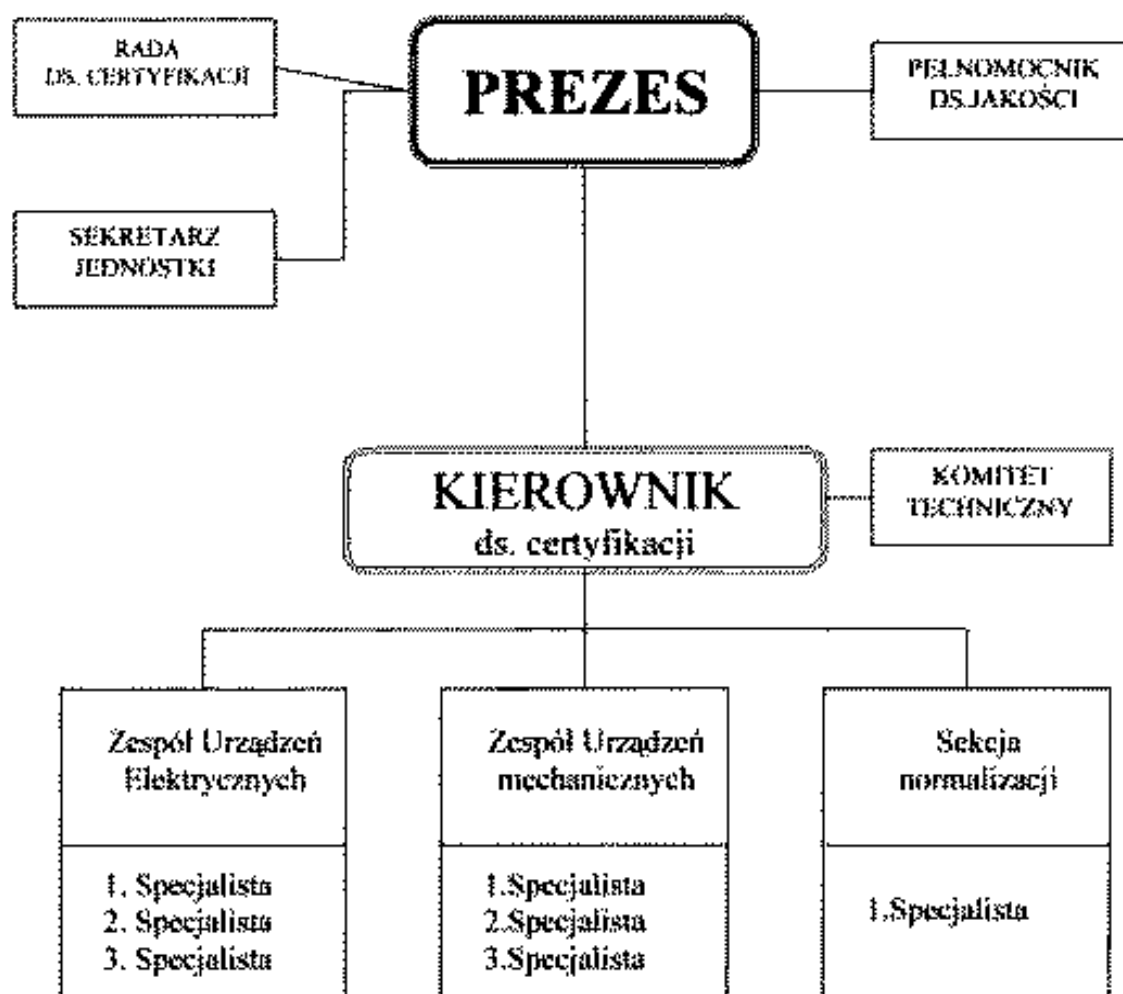 RADA
DS. CERTYFIKACJI
PREZES
PEŁNOMOCNIK
DS.JAKOŚCI
SEKRETARZ
JEDNOSTKI
KIEROWNIK
ds. certyfikacji
KOMITET
TECHNICZNY
Zespół Urządzeń
Elektrycznych
1. Specjalista
2. Specjalista
3. Specjalista
Zespół Urządzeń
mechanicznych
1.Specjalista
2.Specjalista
3.Specjalista
Sekcja
normalizacji
1.Specjalista